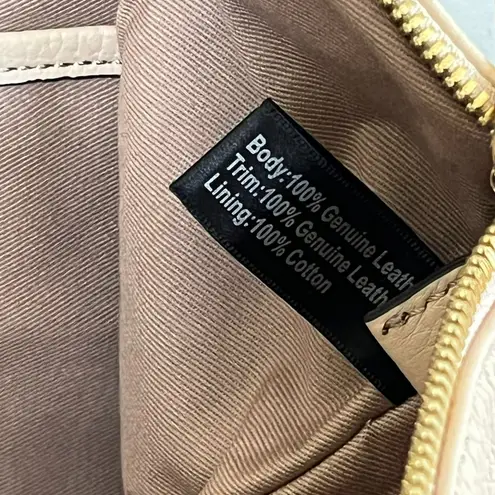 Body:100% Genuine Leath
Trim:100% Genuine Leath
Lining:100% Cotton